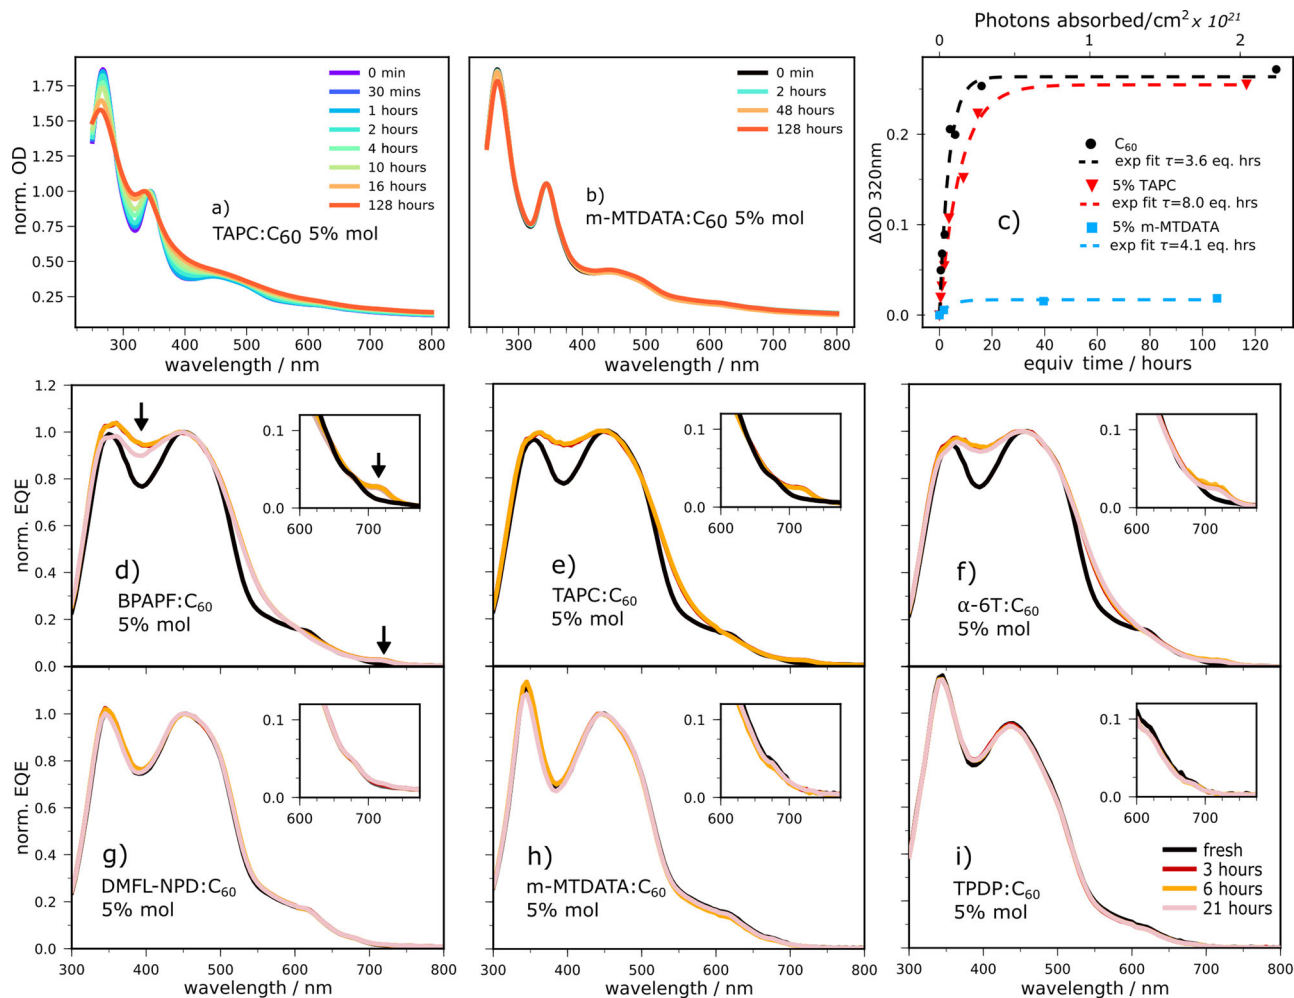 Photons absorbed/cm² x 10²¹
0 1 2
norm. OD
1.75
1.50
1.25
1.00
0.75
0.50
0.25
0 min
30 mins
1 hours
2 hours
4 hours
10 hours
16 hours
128 hours
a)
TAPC:C₆₀ 5% mol
300 400 500 600 700 800
wavelength / nm
0 min
2 hours
48 hours
128 hours
b)
m-MTDATA:C₆₀ 5% mol
300 400 500 600 700 800
wavelength / nm
ΔOD 320nm
0.2
0.1
0.0
C₆₀
exp fit τ=3.6 eq. hrs
5% TAPC
exp fit τ=8.0 eq. hrs
5% m-MTDATA
exp fit τ=4.1 eq. hrs
c)
0 20 40 60 80 100 120
equiv time / hours
norm. EQE
1.2
1.0
0.8
0.6
0.4
0.2
0.0
0.1
0.0
600 700
d)
BPAPF:C₆₀
5% mol
0.1
0.0
600 700
e)
TAPC:C₆₀
5% mol
0.1
0.0
600 700
f)
α-6T:C₆₀
5% mol
norm. EQE
1.0
0.8
0.6
0.4
0.2
0.0
0.1
0.0
600 700
g)
DMFL-NPD:C₆₀
5% mol
300 400 500 600 700 800
wavelength / nm
0.1
0.0
600 700
h)
m-MTDATA:C₆₀
5% mol
300 400 500 600 700 800
wavelength / nm
0.1
0.0
600 700
i)
TPDP:C₆₀
5% mol
fresh
3 hours
6 hours
21 hours
300 400 500 600 700 800
wavelength / nm